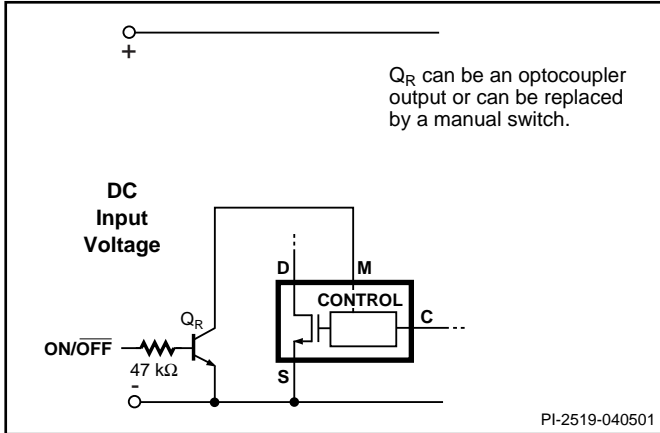 +
QR can be an optocoupler
output or can be replaced
by a manual switch.
DC
Input
Voltage
D
M
CONTROL
C
QR
ON/OFF
47 kΩ
S
-
PI-2519-040501